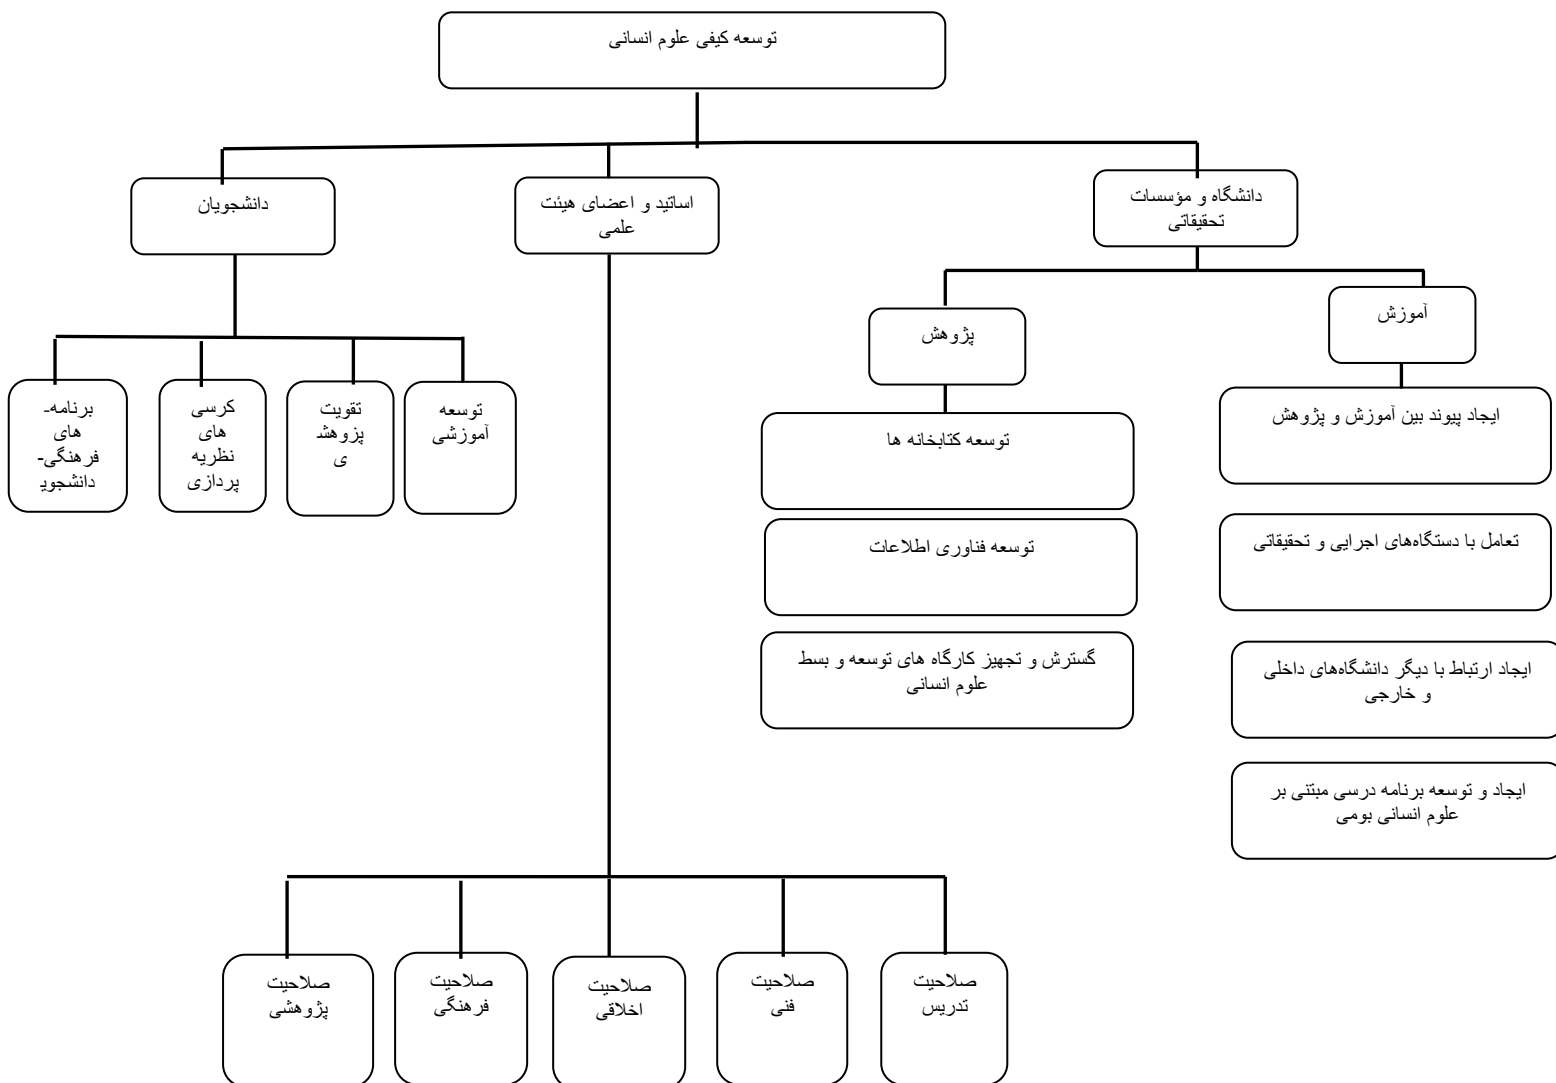 توسعه کیفی علوم انسانی
دانشگاه و مؤسسات
تحقیقاتی
اساتید و اعضای هیئت
علمی
دانشجویان
آموزش
پژوهش
ایجاد پیوند بین آموزش و پژوهش
تعامل با دستگاه‌های اجرایی و تحقیقاتی
ایجاد ارتباط با دیگر دانشگاه‌های داخلی
و خارجی
ایجاد و توسعه برنامه درسی مبتنی بر
علوم انسانی بومی
توسعه کتابخانه ها
توسعه فناوری اطلاعات
گسترش و تجهیز کارگاه های توسعه و بسط
علوم انسانی
توسعه
آموزشی
تقویت
پزوهشـ
ی
کرسی
های
نظریه
پردازی
برنامه-
های
فرهنگی-
دانشجویـ
صلاحیت
تدریس
صلاحیت
فنی
صلاحیت
اخلاقی
صلاحیت
فرهنگی
صلاحیت
پژوهشی